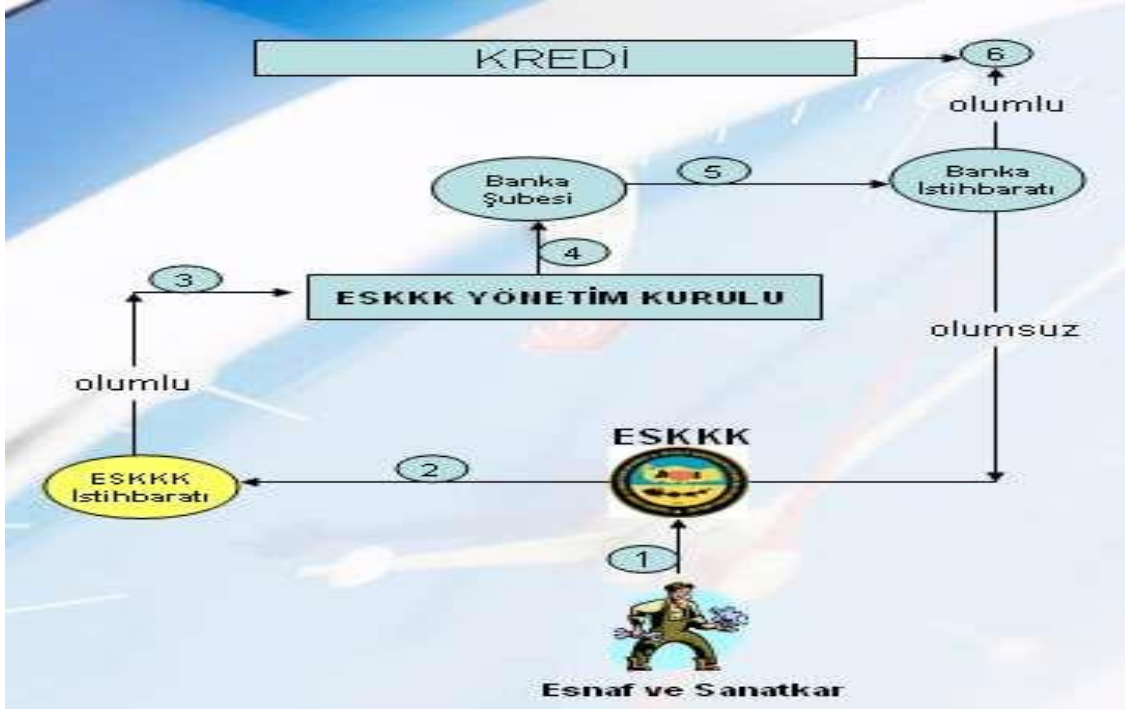 KREDİ
6
olumlu
Banka
Şubesi
5
Banka
İstihbaratı
4
3
ESKKK YÖNETİM KURULU
olumsuz
olumlu
ESKKK
ESKKK
İstihbaratı
2
1
Esnaf ve Sanatkar